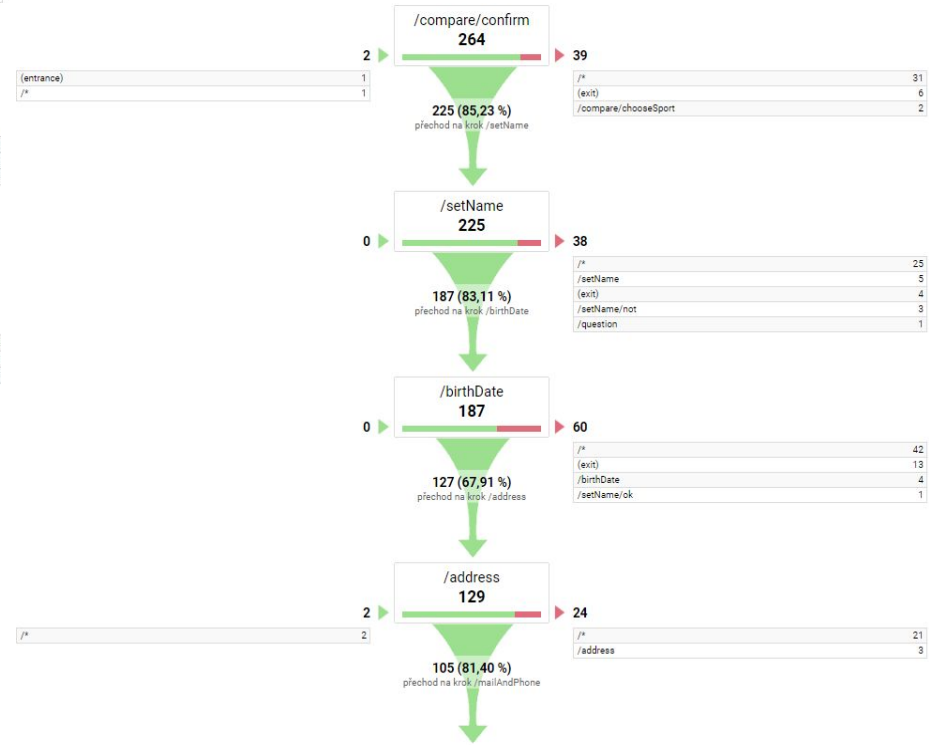 /compare/confirm
264
2
39
(entrance) 1
/* 1
/* 31
(exit) 6
/compare/chooseSport 2
225 (85,23 %)
přechod na krok /setName
/setName
225
0
38
/* 25
/setName 5
(exit) 4
/setName/not 3
/question 1
187 (83,11 %)
přechod na krok /birthDate
/birthDate
187
0
60
/* 42
(exit) 13
/birthDate 4
/setName/ok 1
127 (67,91 %)
přechod na krok /address
/address
129
2
24
/* 2
/* 21
/address 3
105 (81,40 %)
přechod na krok /mailAndPhone